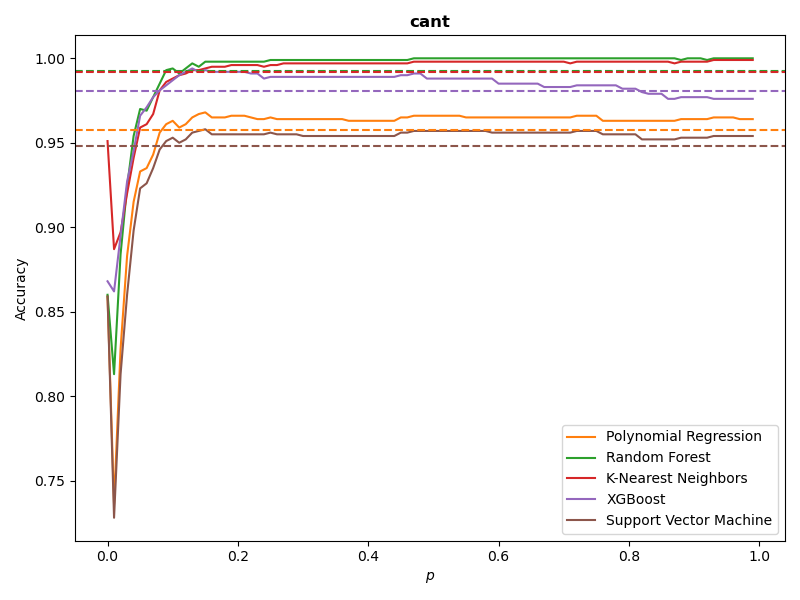 cant
1.00
0.95
0.90
0.85
0.80
0.75
Accuracy
0.0
0.2
0.4
0.6
0.8
1.0
p
Polynomial Regression
Random Forest
K-Nearest Neighbors
XGBoost
Support Vector Machine